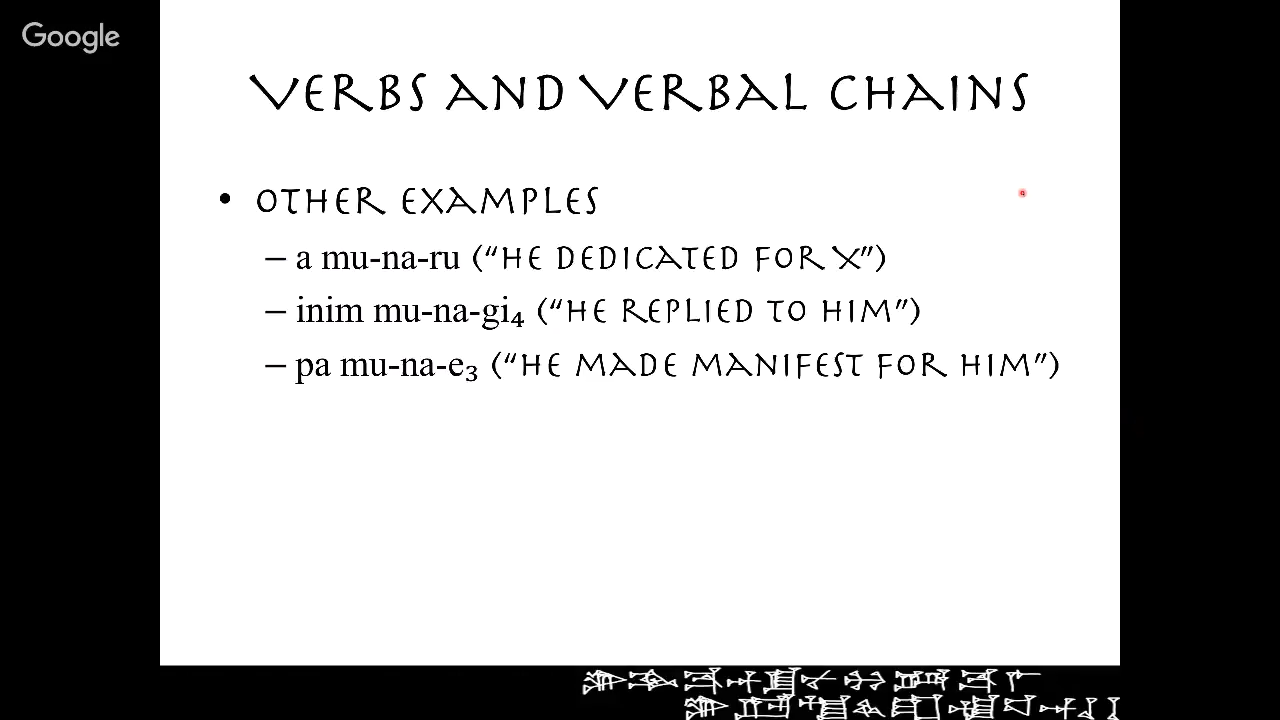 Google
Verbs and Verbal Chains
• Other examples
– a mu-na-ru ("He dedicated for X")
– inim mu-na-gi₄ ("He replied to him")
– pa mu-na-e₃ ("He made manifest for him")